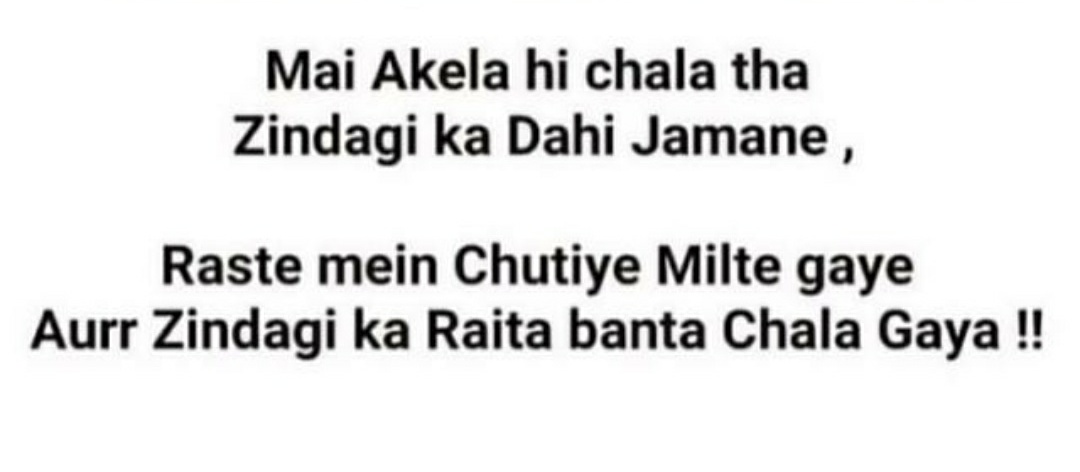 Mai Akela hi chala tha
Zindagi ka Dahi Jamane ,
Raste mein Chutiye Milte gaye
Aurr Zindagi ka Raita banta Chala Gaya !!